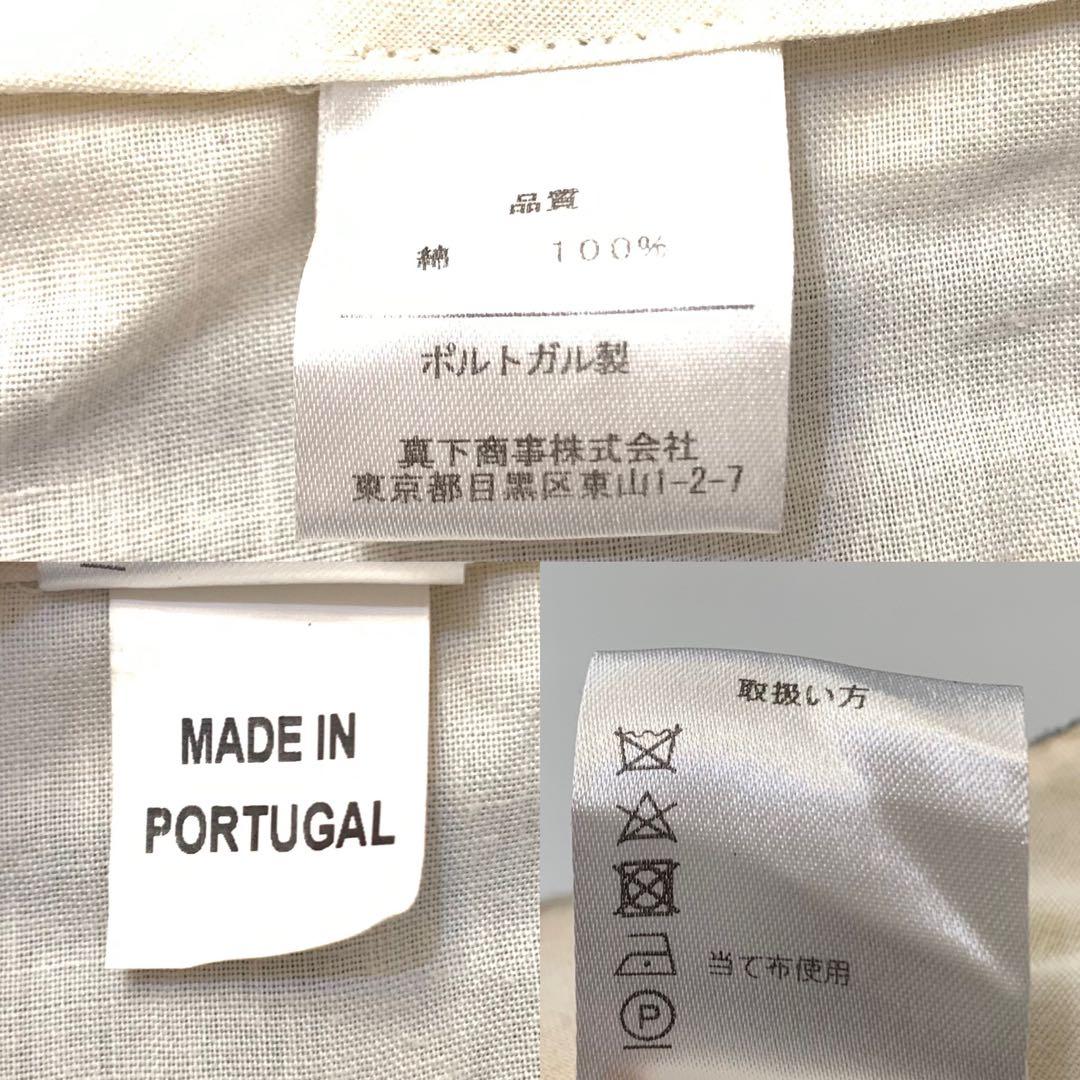 品質
綿 100%
ポルトガル製
真下商事株式会社
東京都目黒区東山1-2-7
MADE IN
PORTUGAL
取扱い方
当て布使用
P